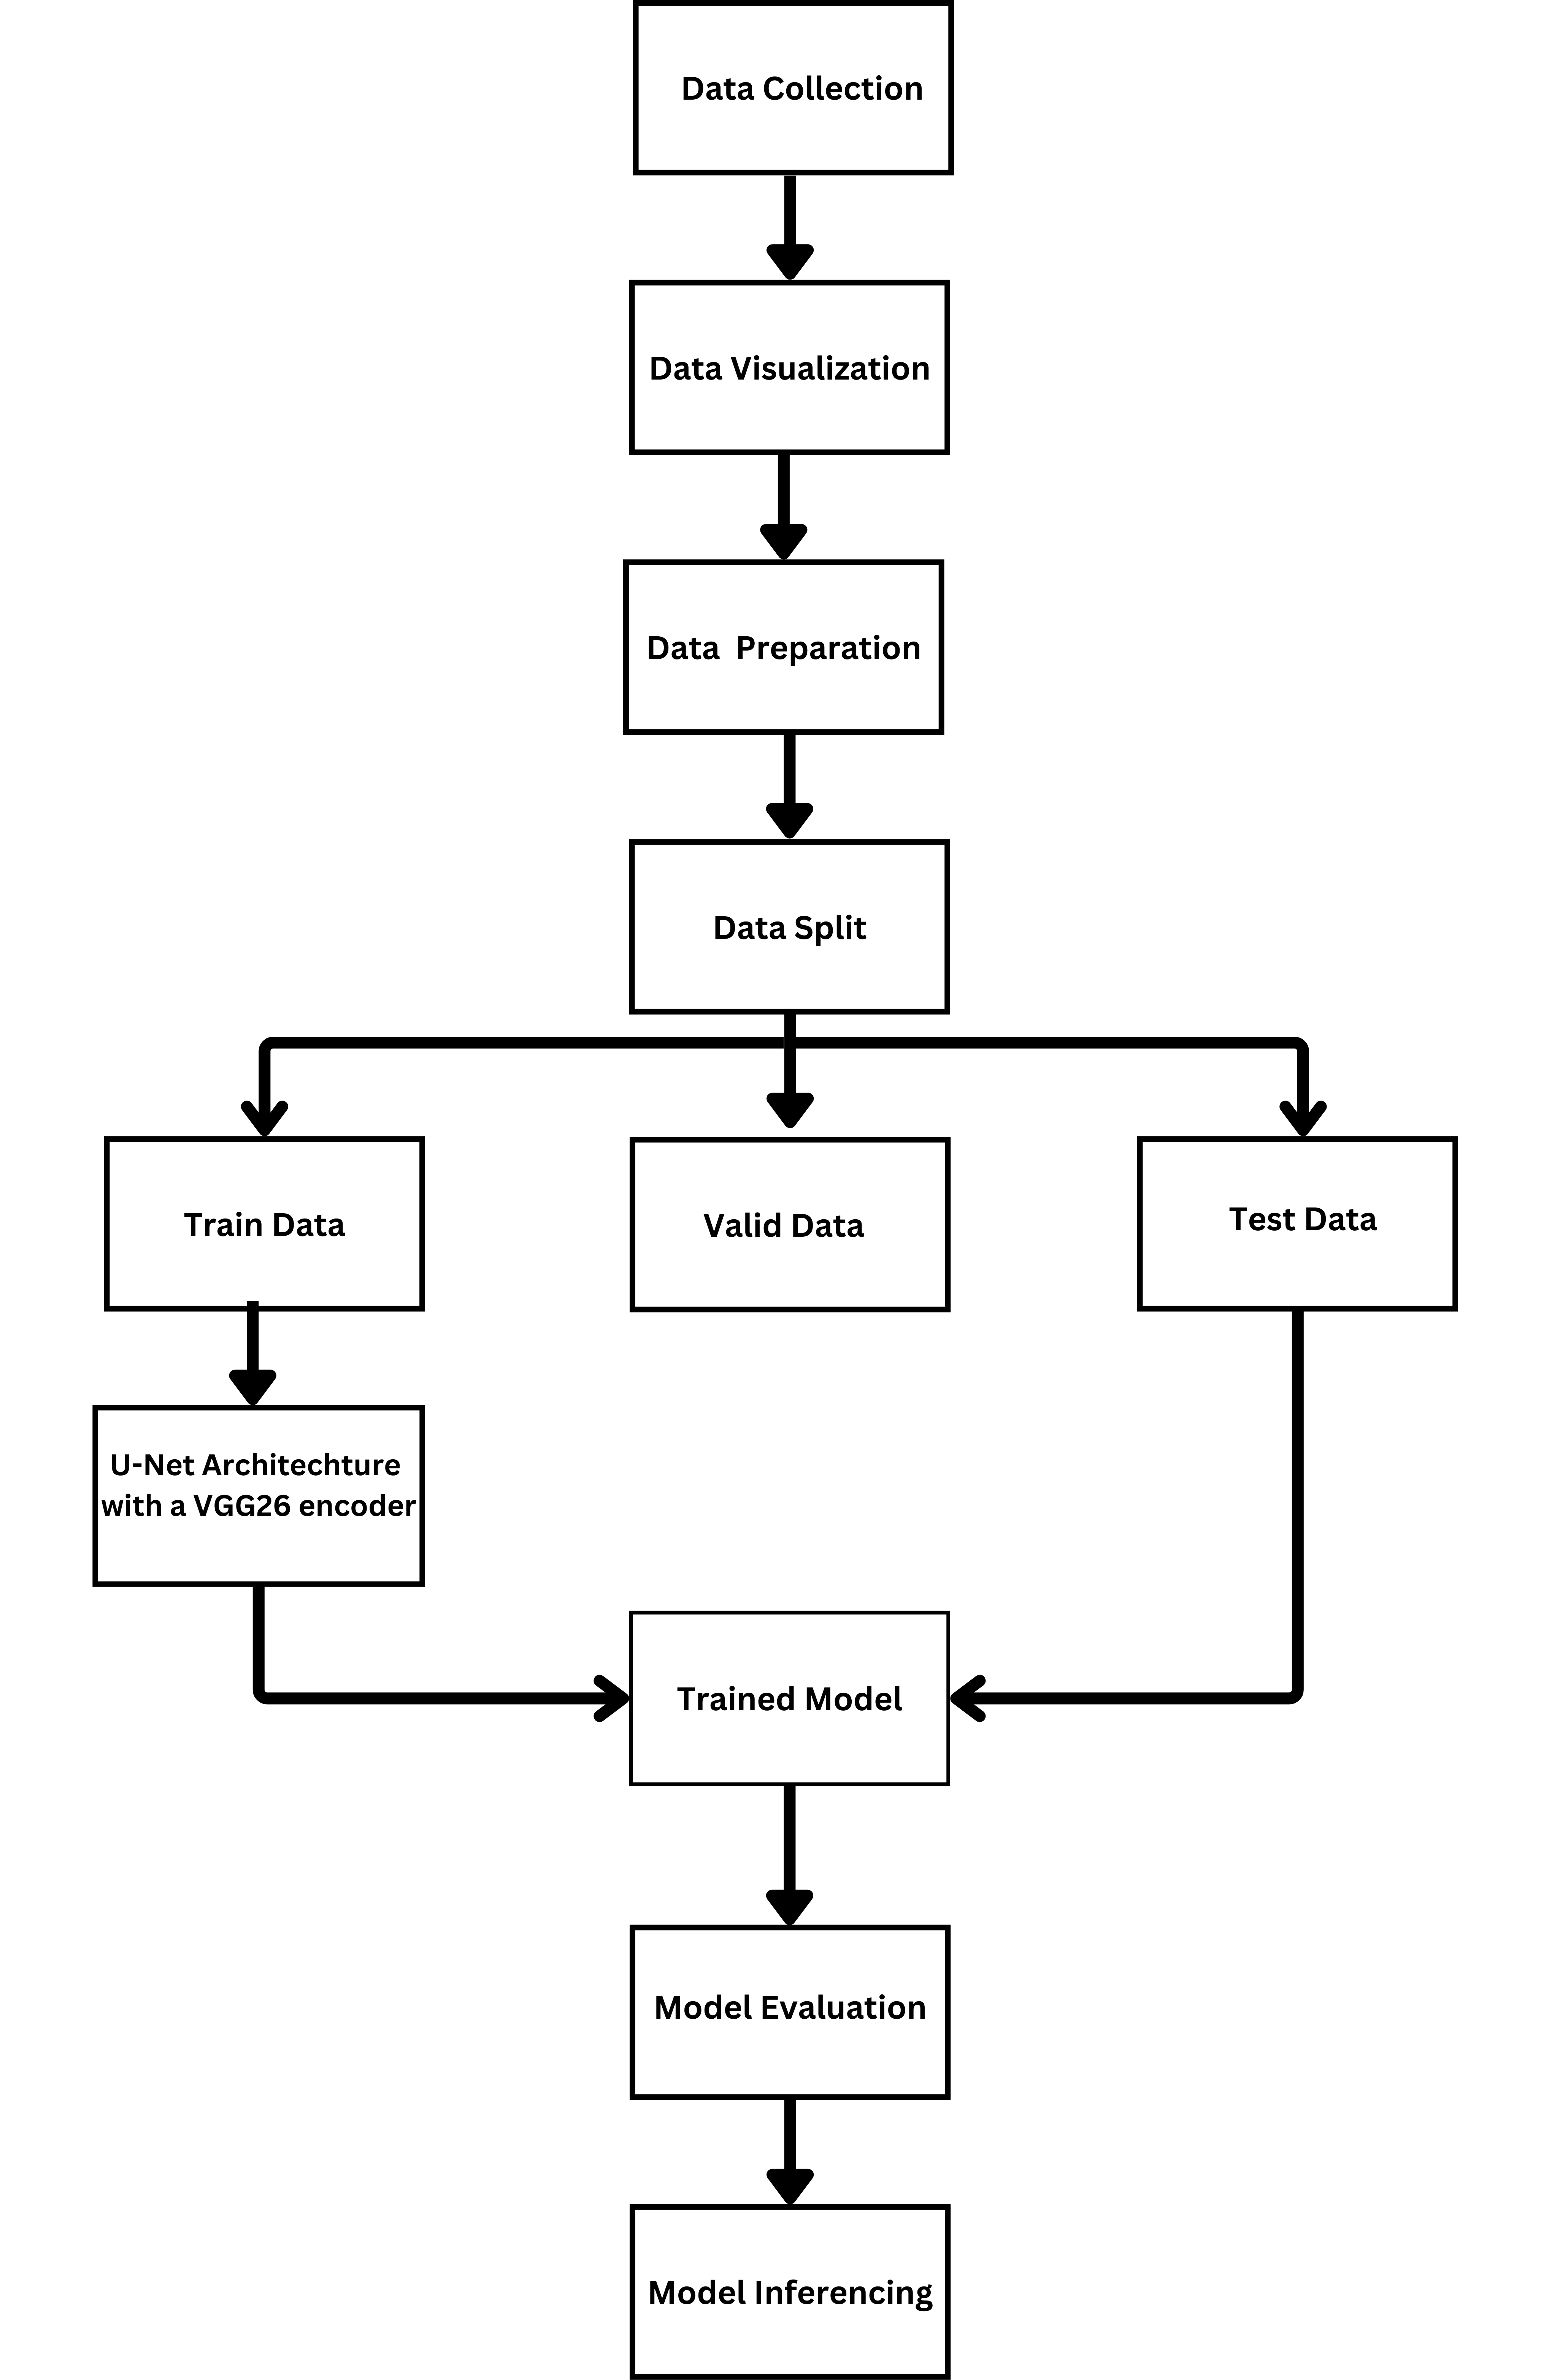 Data Collection
Data Visualization
Data Preparation
Data Split
Train Data
Valid Data
Test Data
U-Net Architechture
with a VGG26 encoder
Trained Model
Model Evaluation
Model Inferencing